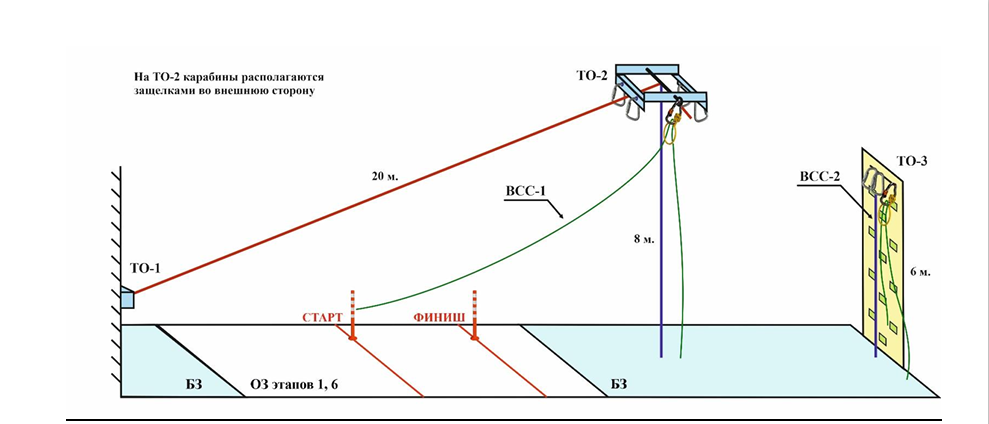 На ТО-2 карабины располагаются
защелками во внешнюю сторону
ТО-2
ТО-3
ВСС-2
20 м.
ВСС-1
8 м.
ТО-1
6 м.
СТАРТ
ФИНИШ
БЗ
ОЗ этапов 1, 6
БЗ